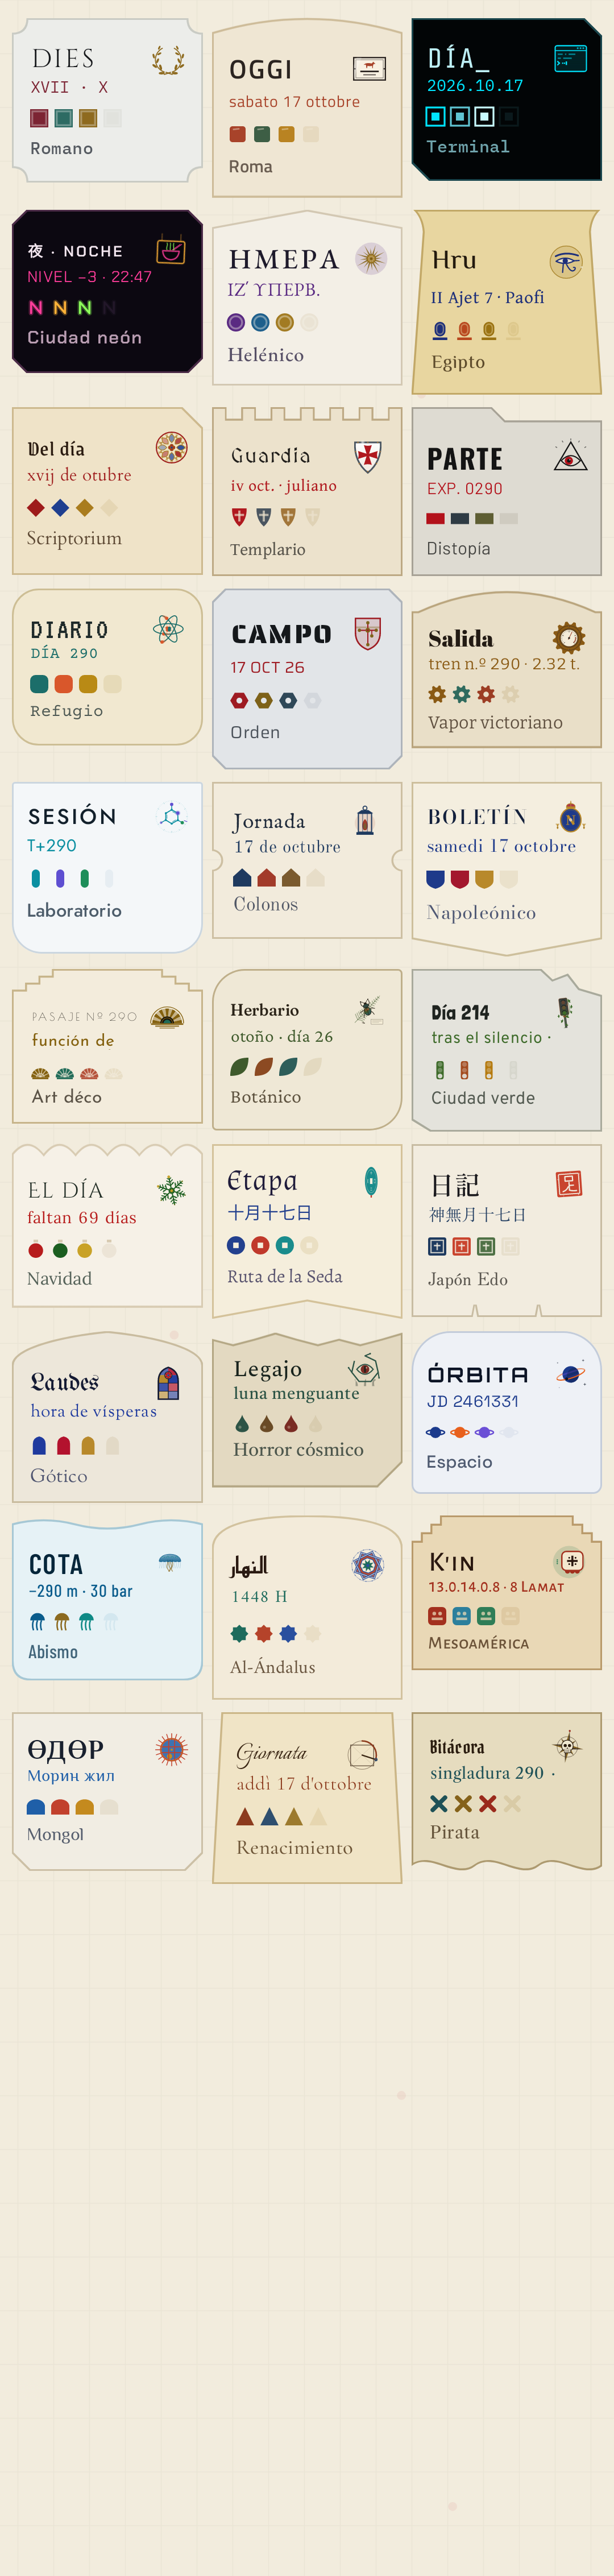 DIES
XVII · X
Romano
OGGI
sabato 17 ottobre
Roma
DÍA_
2026.10.17
Terminal
夜 · NOCHE
NIVEL −3 · 22:47
N N N N
Ciudad neón
ΗΜΕΡΑ
ΙΖ΄ ΥΠΕΡΒ.
Helénico
Hru
II Ajet 7 · Paofi
Egipto
Del día
xvij de otubre
Scriptorium
Guardia
iv oct. · juliano
Templario
PARTE
EXP. 0290
Distopía
DIARIO
DÍA 290
Refugio
CAMPO
17 OCT 26
Orden
Salida
tren n.º 290 · 2.32 t.
Vapor victoriano
SESIÓN
T+290
Laboratorio
Jornada
17 de octubre
Colonos
BOLETÍN
N
samedi 17 octobre
Napoleónico
PASAJE Nº 290
función de
Art déco
Herbario
otoño · día 26
Botánico
Día 214
tras el silencio ·
Ciudad verde
EL DÍA
faltan 69 días
Navidad
Etapa
十月十七日
Ruta de la Seda
日記
神無月十七日
Japón Edo
Laudes
hora de vísperas
Gótico
Legajo
luna menguante
Horror cósmico
ÓRBITA
JD 2461331
Espacio
COTA
−290 m · 30 bar
Abismo
النهار
1448 H
Al-Ándalus
K'IN
13.0.14.0.8 · 8 LAMAT
MESOAMÉRICA
ӨДӨР
Морин жил
Mongol
Giornata
addì 17 d'ottobre
Renacimiento
Bitácora
singladura 290 ·
Pirata